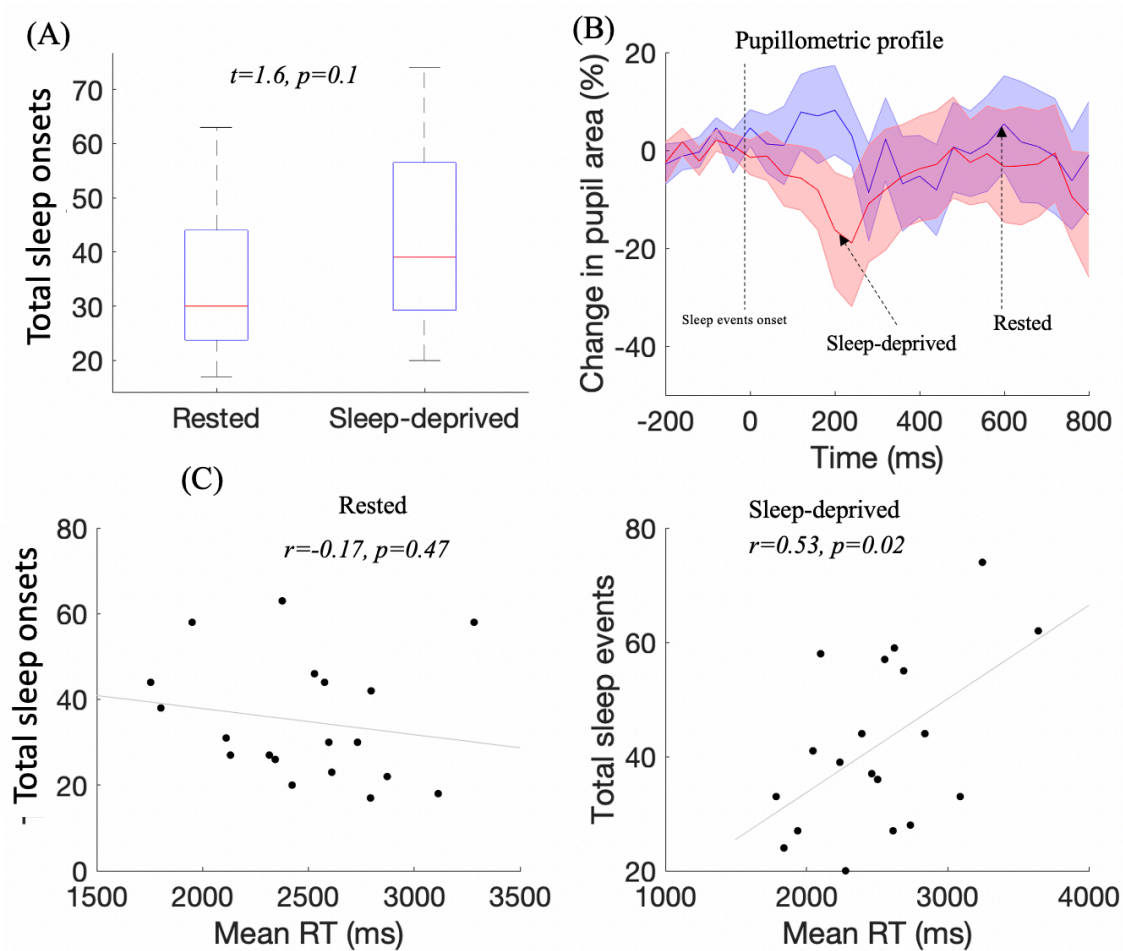 (A)
t=1.6, p=0.1
Total sleep onsets
70
60
50
40
30
20
Rested
Sleep-deprived
(B)
Pupillometric profile
Change in pupil area (%)
20
0
-20
-40
Sleep events onset
Sleep-deprived
Rested
-200
0
200
400
600
800
Time (ms)
(C)
Rested
r=-0.17, p=0.47
Total sleep onsets
80
60
40
20
0
1500
2000
2500
3000
3500
Mean RT (ms)
Sleep-deprived
r=0.53, p=0.02
Total sleep events
80
60
40
20
1000
2000
3000
4000
Mean RT (ms)